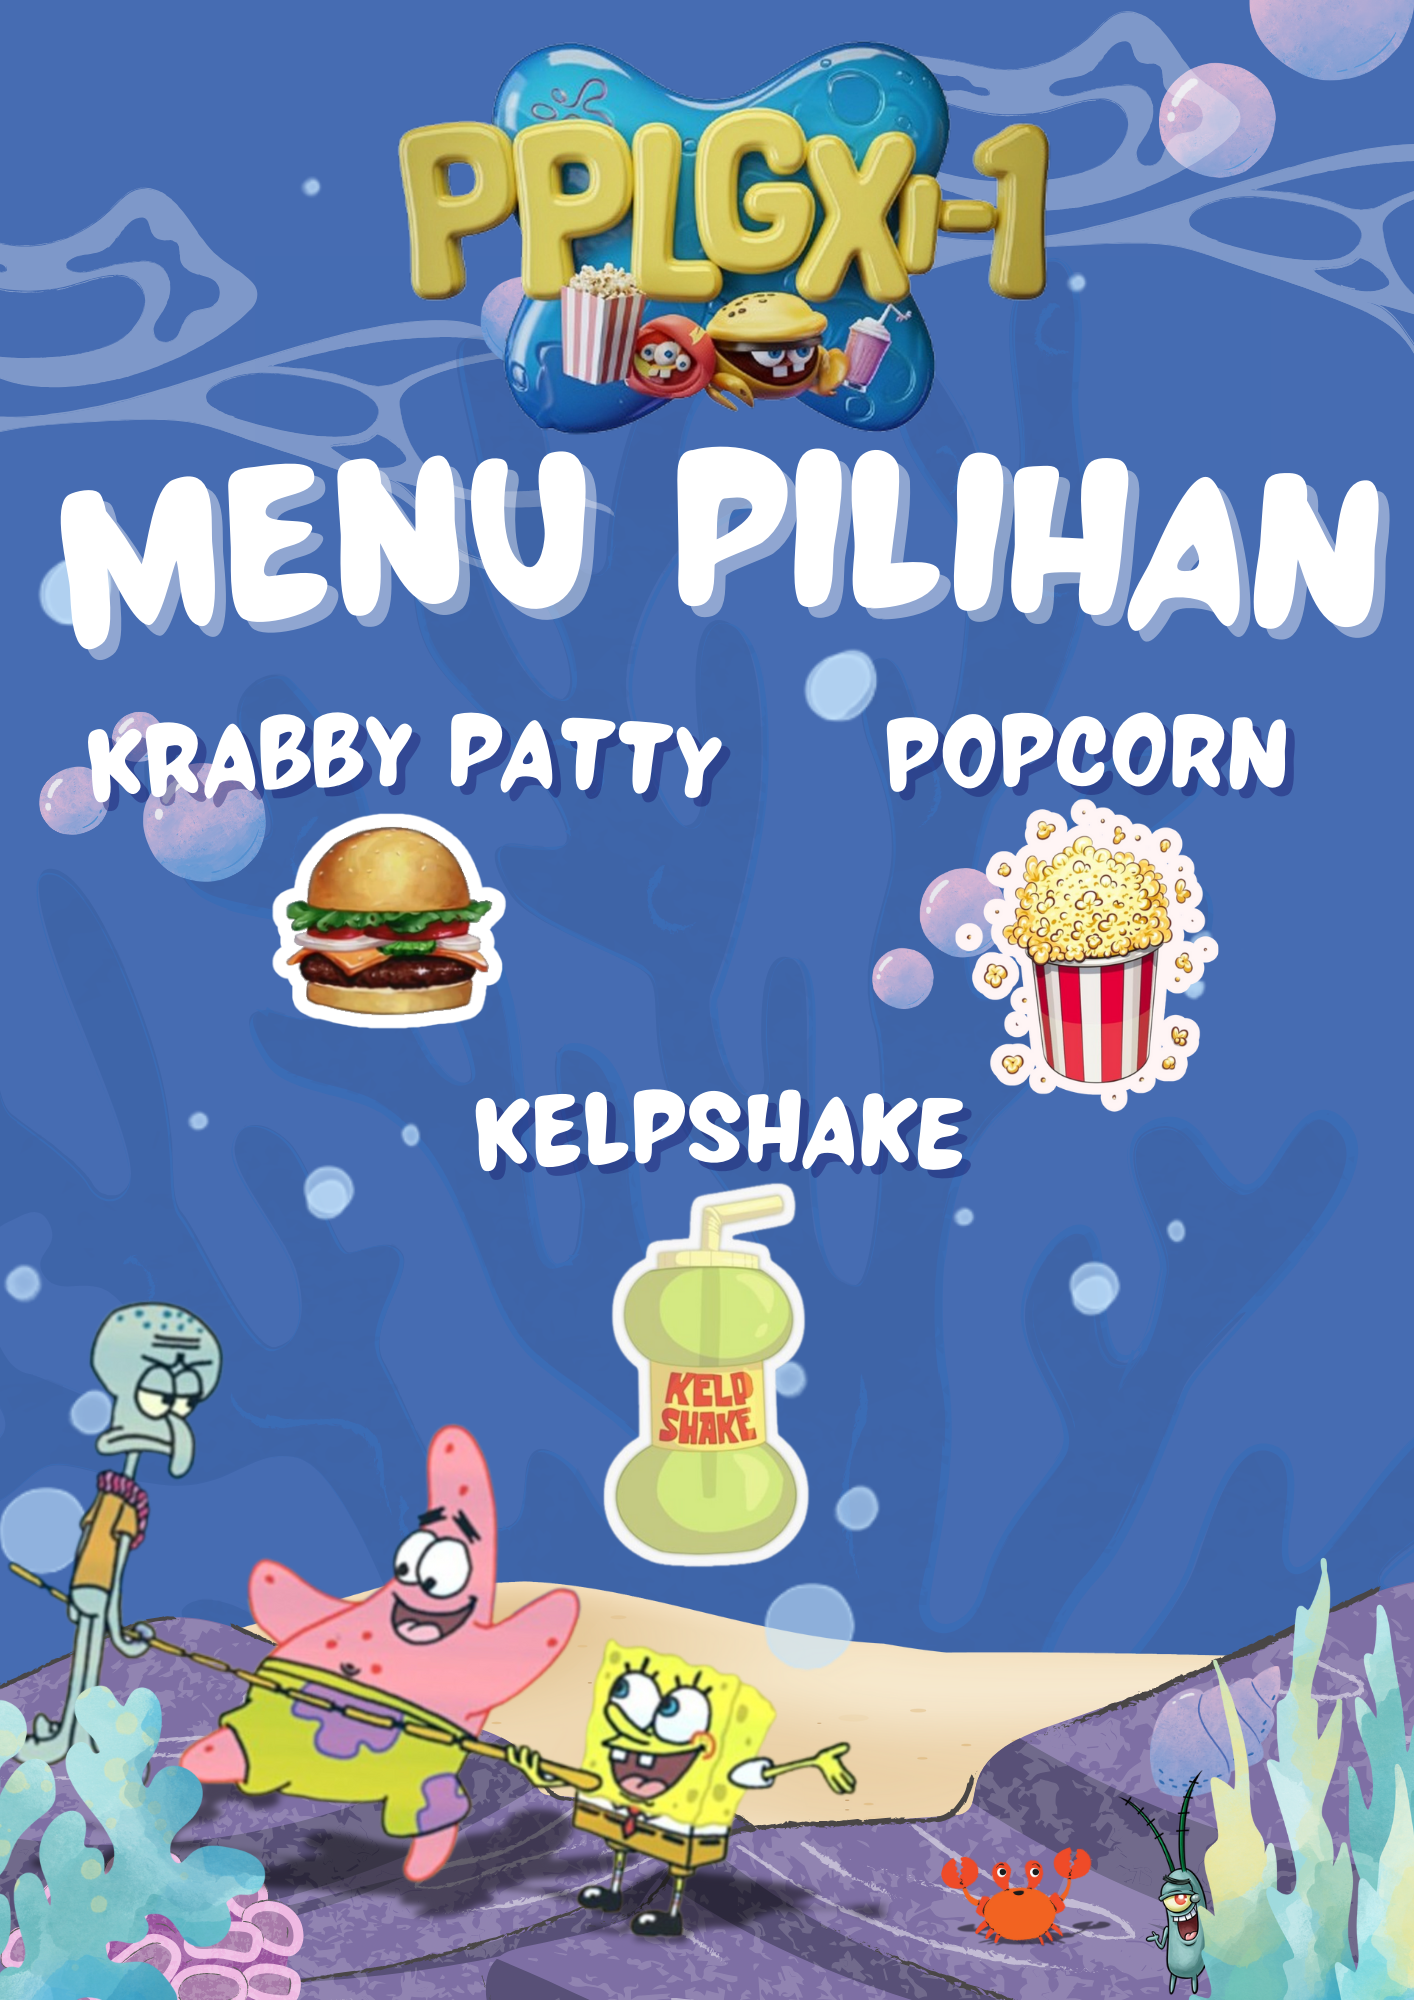 PPLGXI-1
MENU PILIHAN
KRABBY PATTY
POPCORN
KELPSHAKE
KELP
SHAKE